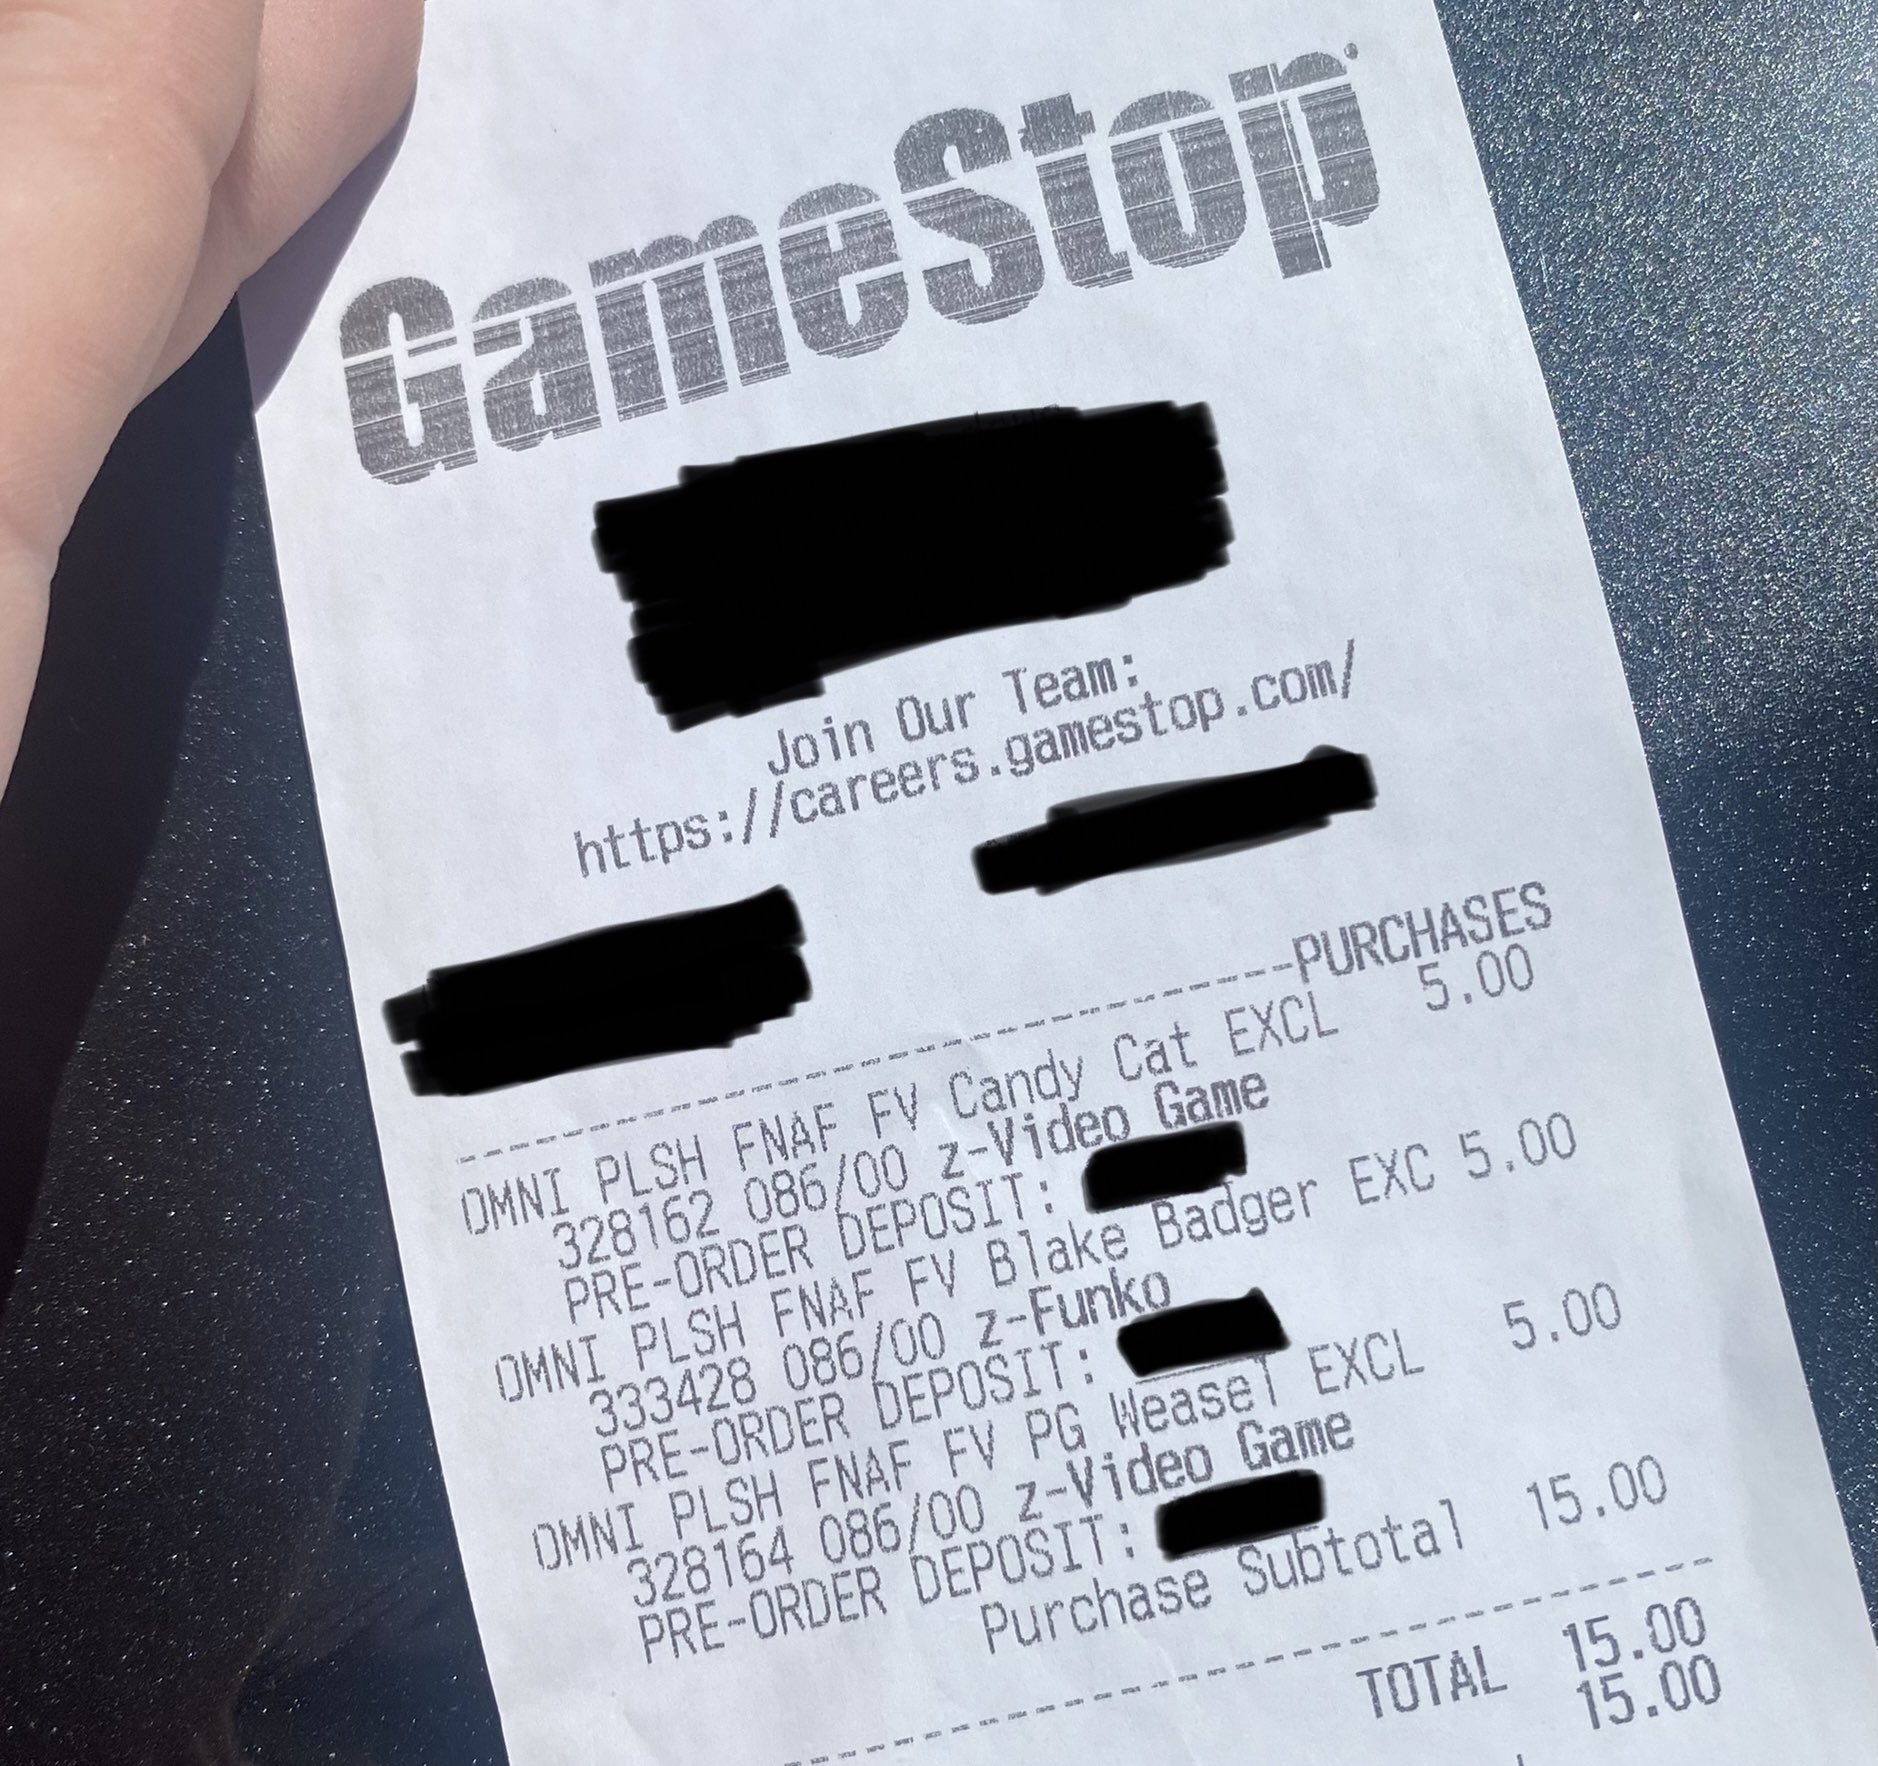 GameStop
Join Our Team:
https://careers.gamestop.com/
PURCHASES
OMNI PLSH FNAF FV Candy Cat EXCL 5.00
328162 086/00 z-Video Game
PRE-ORDER DEPOSIT:
OMNI PLSH FNAF FV Blake Badger EXC 5.00
333428 086/00 z-Funko
PRE-ORDER DEPOSIT:
OMNI PLSH FNAF FV PG Weasel EXCL 5.00
328164 086/00 z-Video Game
PRE-ORDER DEPOSIT:
Purchase Subtotal 15.00
TOTAL 15.00
15.00